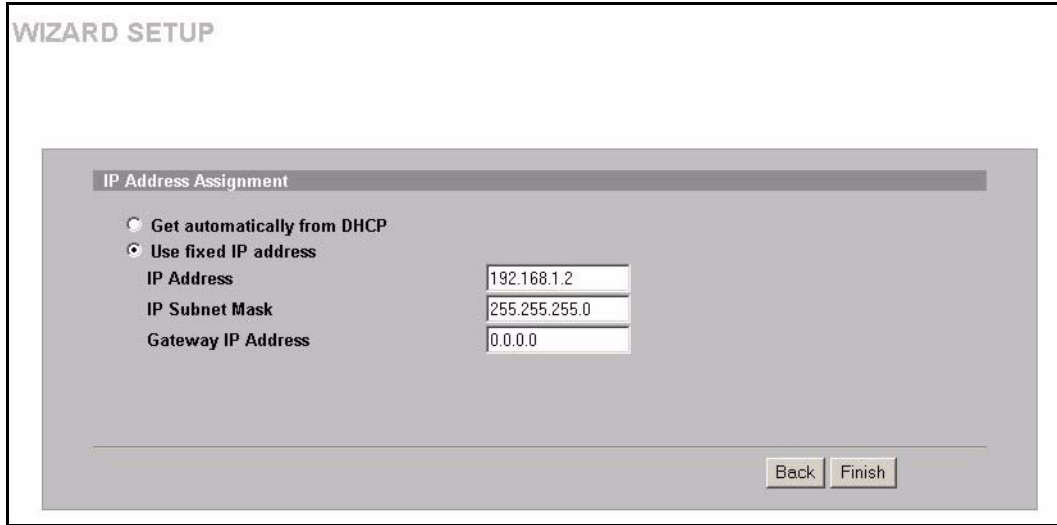 WIZARD SETUP
IP Address Assignment
Get automatically from DHCP
Use fixed IP address
IP Address 192.168.1.2
IP Subnet Mask 255.255.255.0
Gateway IP Address 0.0.0.0
Back Finish